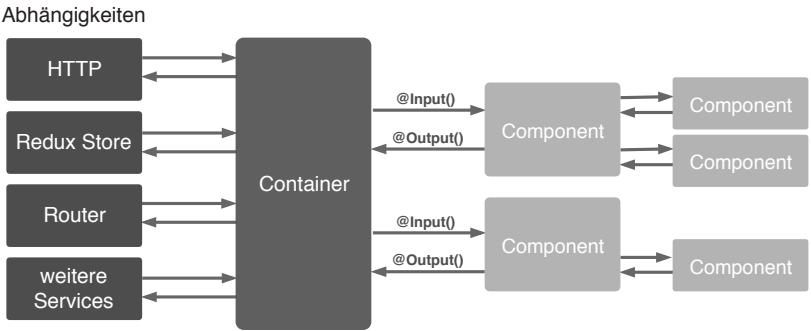 Abhängigkeiten
HTTP
Redux Store
Router
weitere
Services
Container
@Input()
@Output()
@Input()
@Output()
Component
Component
Component
Component
Component